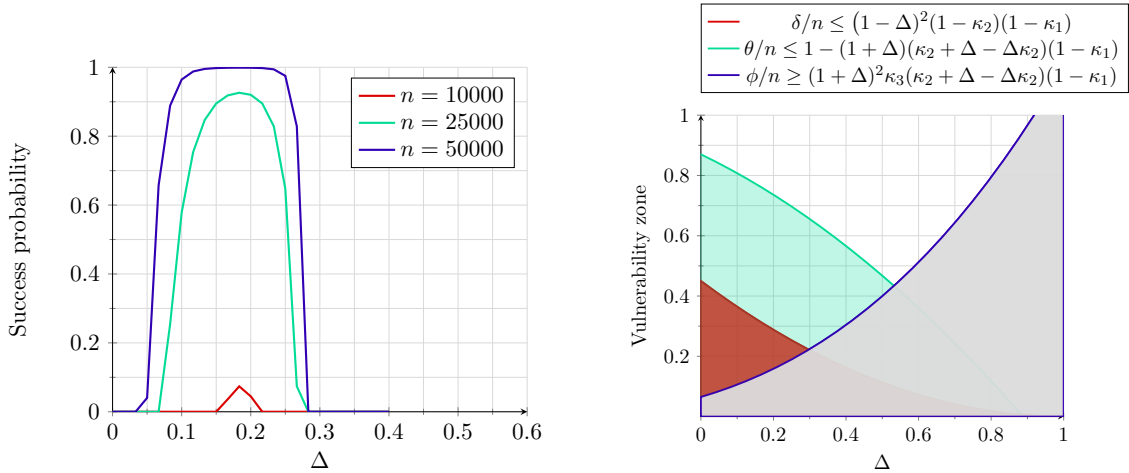 Success probability
1
0.8
0.6
0.4
0.2
0
0 0.1 0.2 0.3 0.4 0.5 0.6
Δ
n = 10000
n = 25000
n = 50000
δ/n ≤ (1 − Δ)²(1 − κ₂)(1 − κ₁)
θ/n ≤ 1 − (1 + Δ)(κ₂ + Δ − Δκ₂)(1 − κ₁)
ϕ/n ≥ (1 + Δ)²κ₃(κ₂ + Δ − Δκ₂)(1 − κ₁)
Vulnerability zone
1
0.8
0.6
0.4
0.2
0 0.2 0.4 0.6 0.8 1
Δ